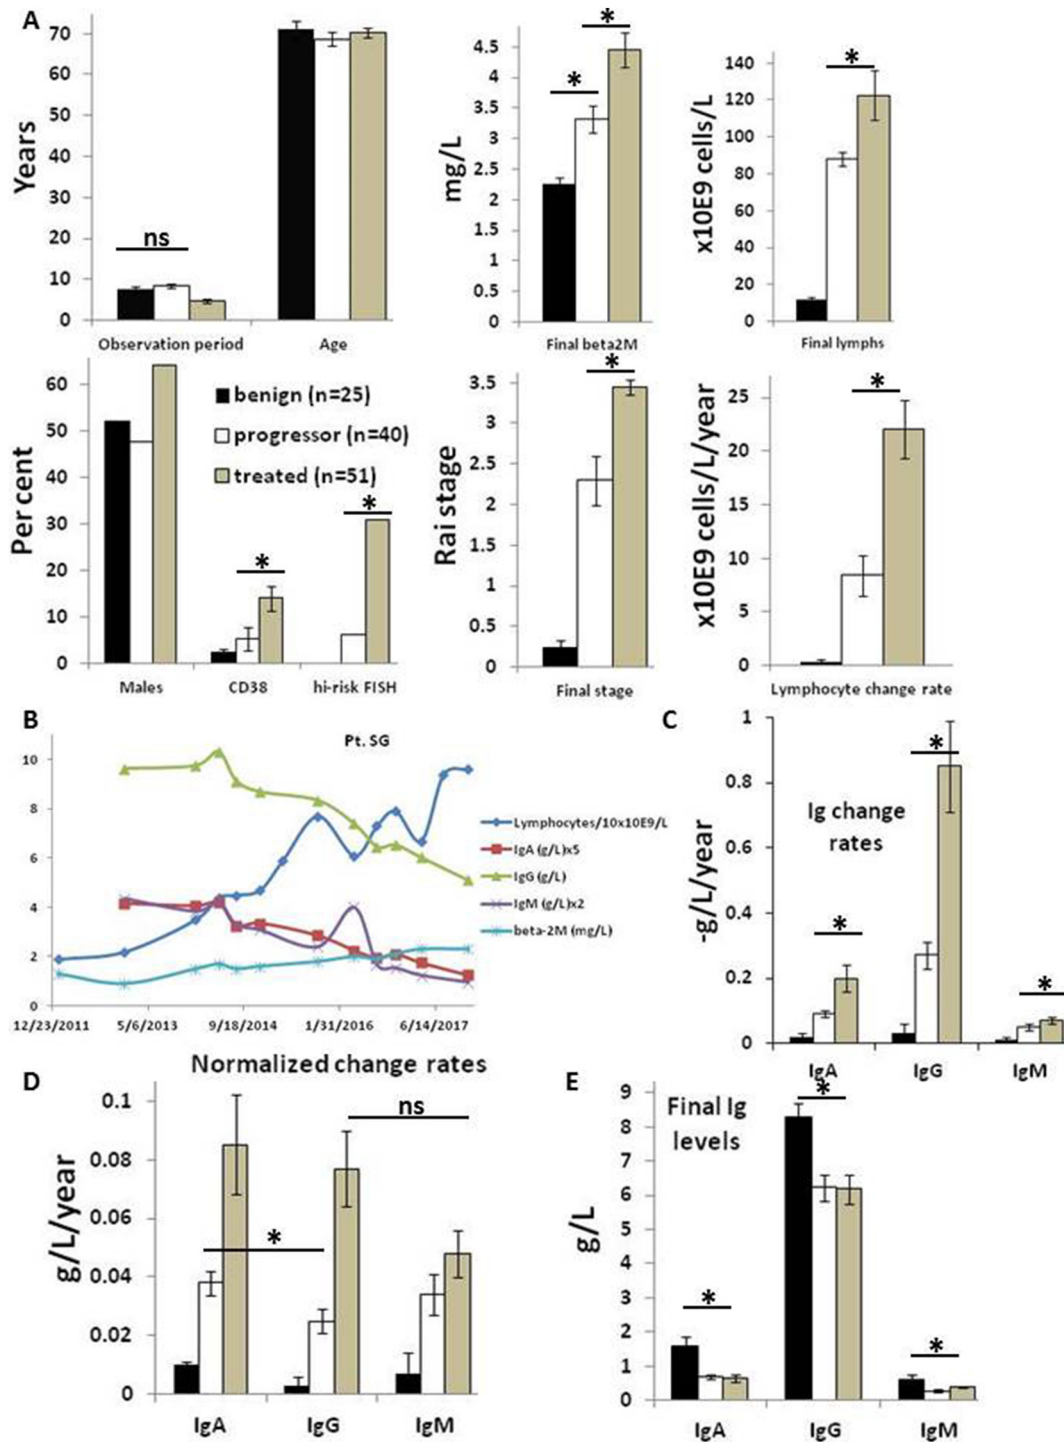 A
Years
70
60
50
40
30
20
10
0
ns
Observation period
Age
mg/L
4.5
4
3.5
3
2.5
2
1.5
1
0.5
0
*
*
Final beta2M
x10E9 cells/L
140
120
100
80
60
40
20
0
*
Final lymphs
Per cent
60
50
40
30
20
10
0
benign (n=25)
progressor (n=40)
treated (n=51)
*
*
Males
CD38
hi-risk FISH
Rai stage
3.5
3
2.5
2
1.5
1
0.5
0
*
Final stage
x10E9 cells/L/year
25
20
15
10
5
0
*
Lymphocyte change rate
B
Pt. SG
10
8
6
4
2
0
12/23/2011
5/6/2013
9/18/2014
1/31/2016
6/14/2017
Lymphocytes/10x10E9/L
IgA (g/L)x5
IgG (g/L)
IgM (g/L)x2
beta-2M (mg/L)
C
-g/L/year
1
0.8
0.6
0.4
0.2
0
Ig change
rates
*
*
*
IgA
IgG
IgM
D
Normalized change rates
g/L/year
0.1
0.08
0.06
0.04
0.02
0
*
ns
IgA
IgG
IgM
E
Final Ig
levels
g/L
9
8
7
6
5
4
3
2
1
0
*
*
*
IgA
IgG
IgM